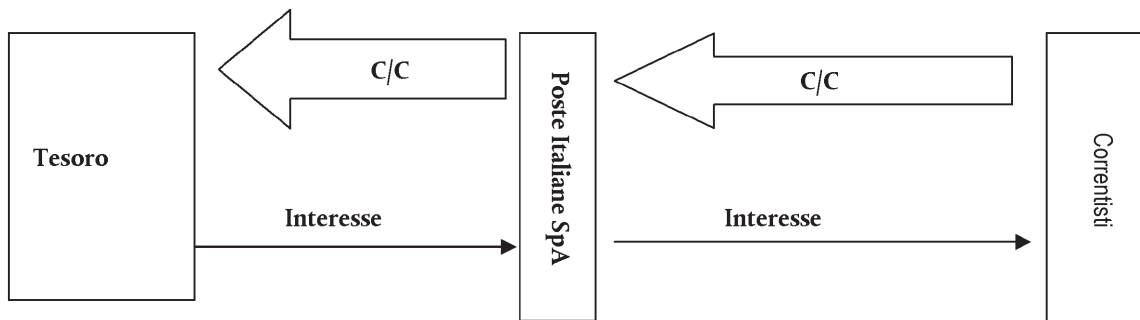 Tesoro
C/C
Interesse
Poste Italiane SpA
C/C
Interesse
Correntisti